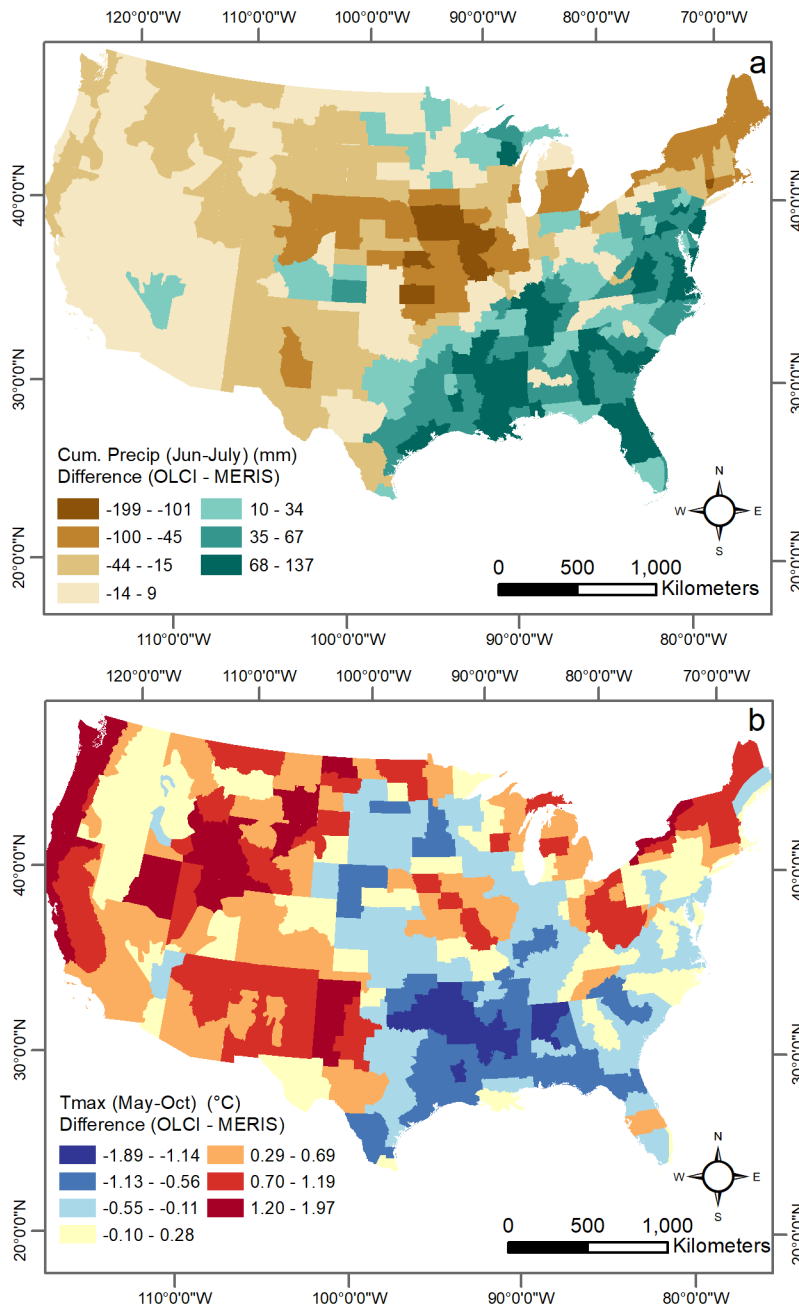 120°0'0"W 110°0'0"W 100°0'0"W 90°0'0"W 80°0'0"W 70°0'0"W
a
40°0'0"N 40°0'0"N
30°0'0"N 30°0'0"N
20°0'0"N 20°0'0"N
Cum. Precip (Jun-July) (mm)
Difference (OLCI - MERIS)
-199 - -101 10 - 34
-100 - -45 35 - 67
-44 - -15 68 - 137
-14 - 9
N
W E
S
0 500 1,000
Kilometers
110°0'0"W 100°0'0"W 90°0'0"W 80°0'0"W
120°0'0"W 110°0'0"W 100°0'0"W 90°0'0"W 80°0'0"W 70°0'0"W
b
40°0'0"N 40°0'0"N
30°0'0"N 30°0'0"N
20°0'0"N 20°0'0"N
Tmax (May-Oct) (°C)
Difference (OLCI - MERIS)
-1.89 - -1.14 0.29 - 0.69
-1.13 - -0.56 0.70 - 1.19
-0.55 - -0.11 1.20 - 1.97
-0.10 - 0.28
N
W E
S
0 500 1,000
Kilometers
110°0'0"W 100°0'0"W 90°0'0"W 80°0'0"W